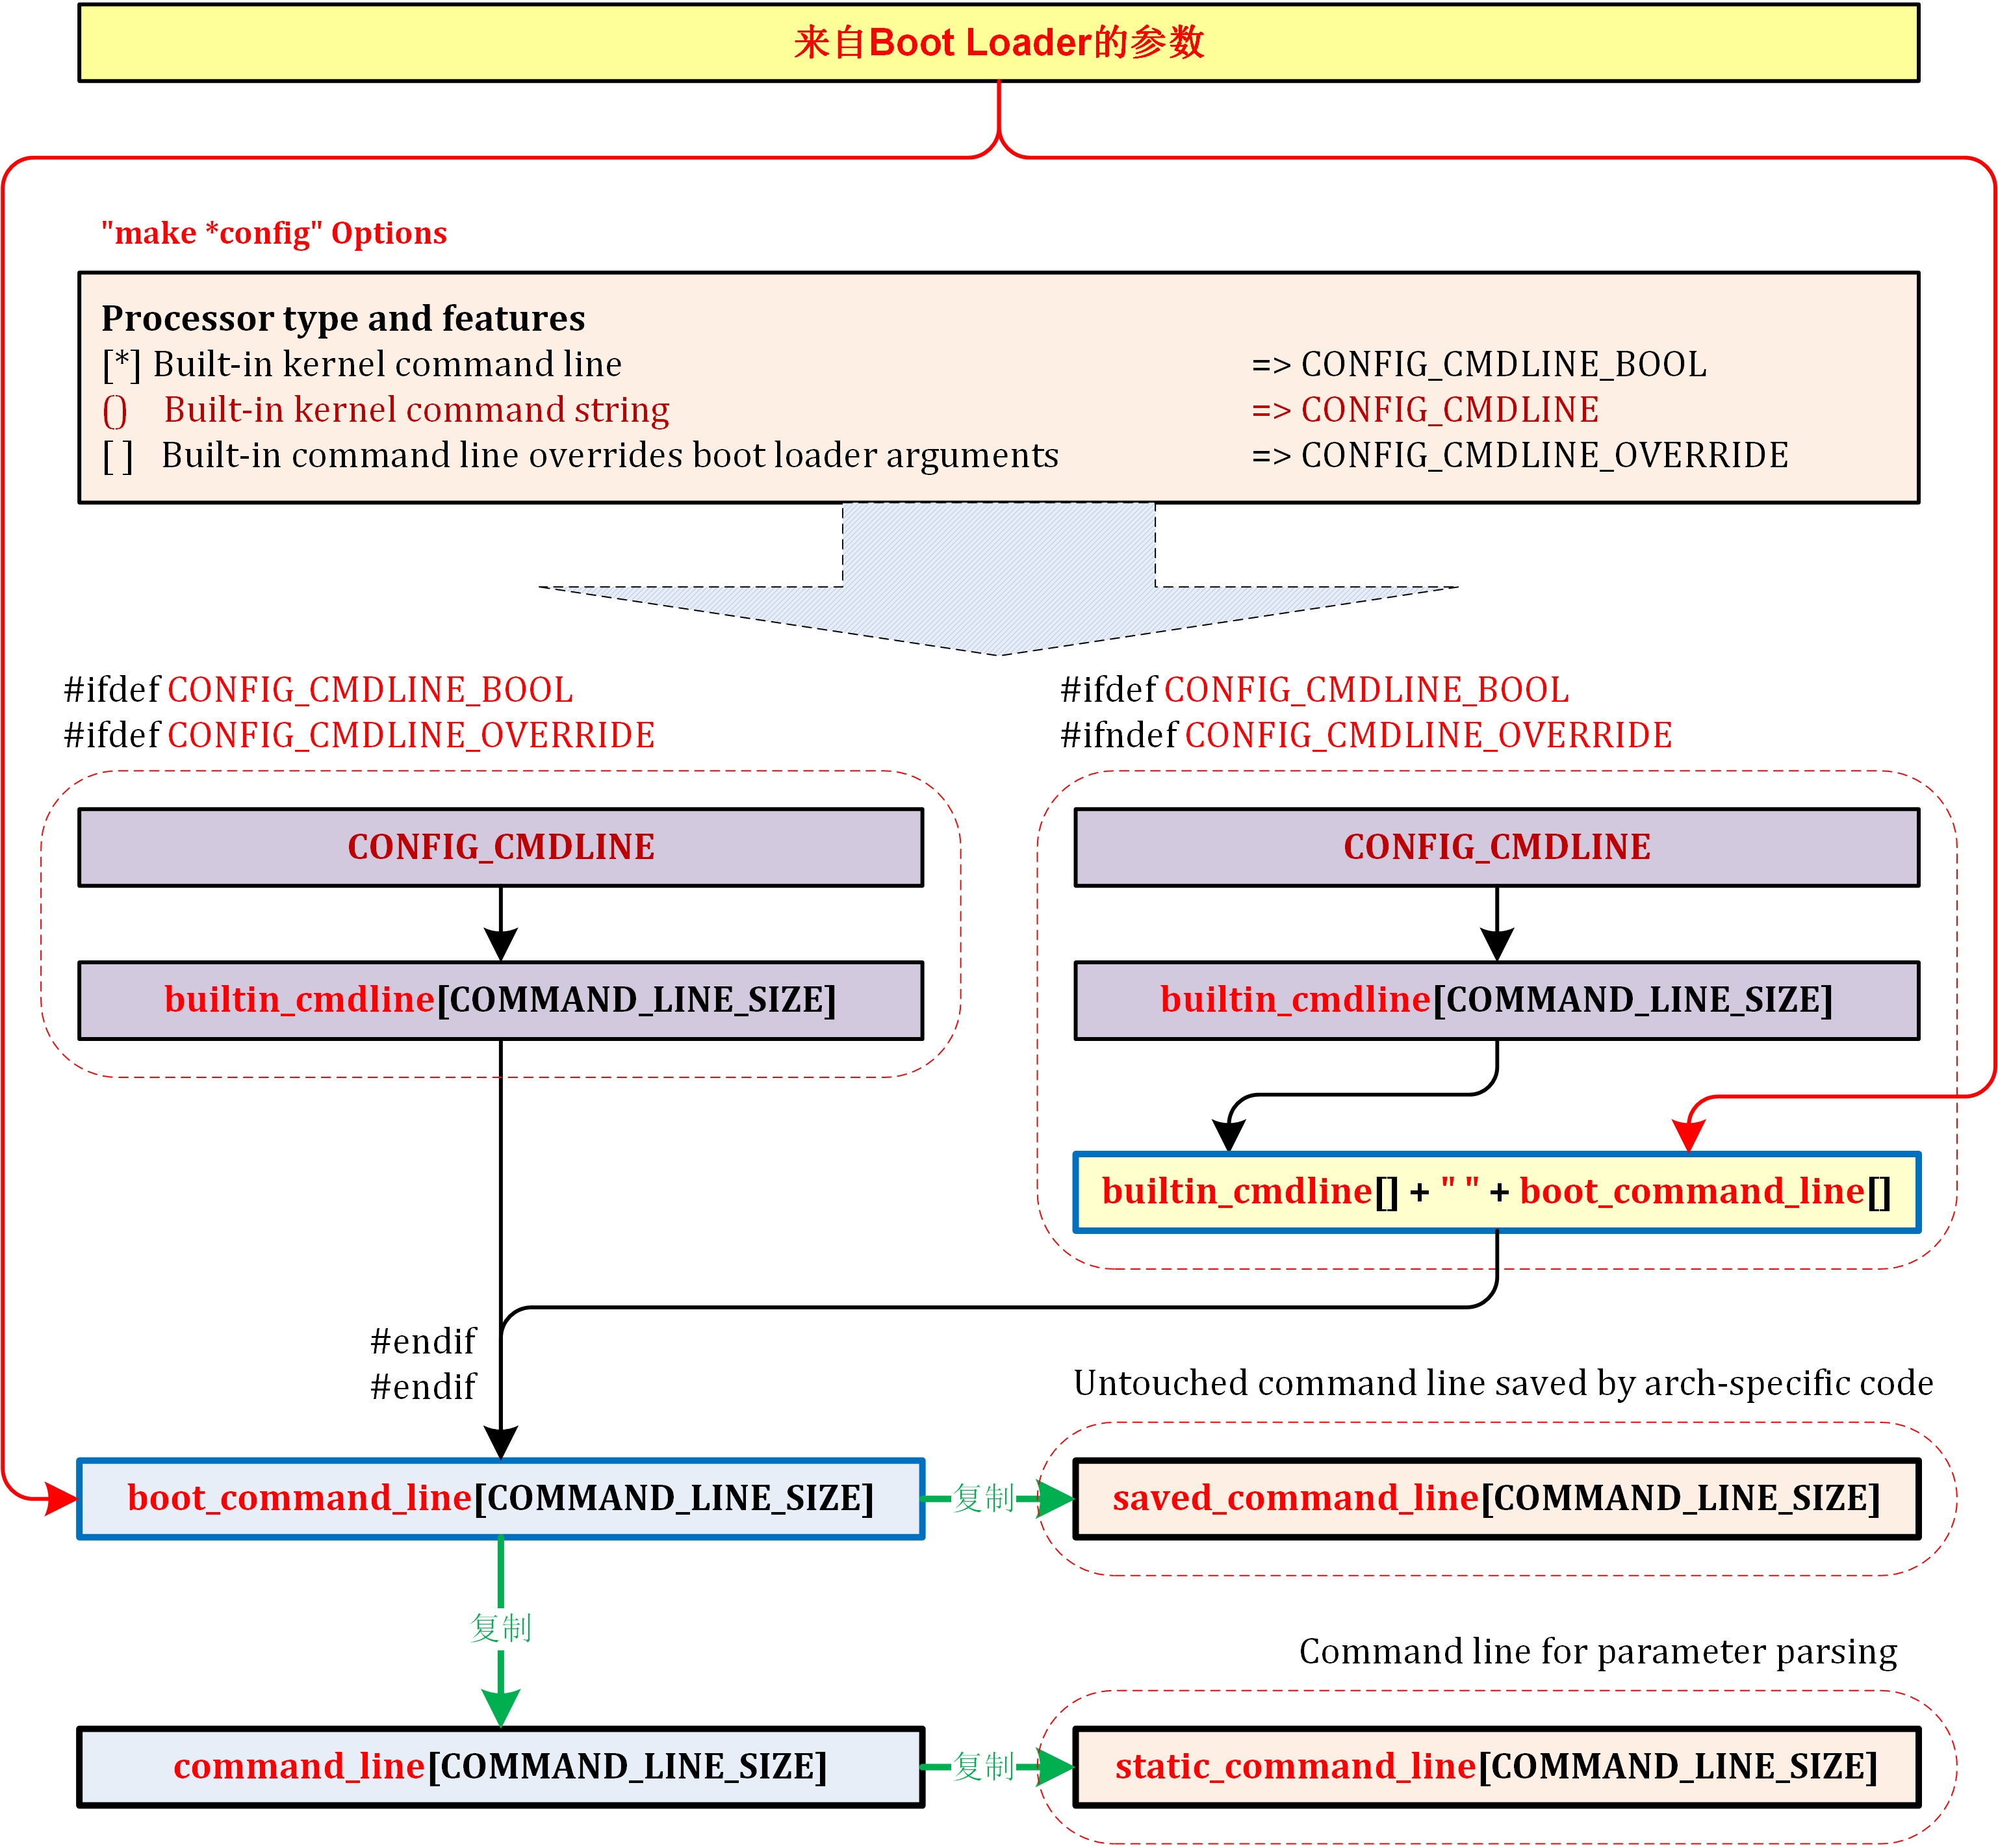 来自Boot Loader的参数
"make *config" Options
Processor type and features
[*] Built-in kernel command line => CONFIG_CMDLINE_BOOL
() Built-in kernel command string => CONFIG_CMDLINE
[ ] Built-in command line overrides boot loader arguments => CONFIG_CMDLINE_OVERRIDE
#ifdef CONFIG_CMDLINE_BOOL
#ifdef CONFIG_CMDLINE_OVERRIDE
CONFIG_CMDLINE
builtin_cmdline[COMMAND_LINE_SIZE]
#ifdef CONFIG_CMDLINE_BOOL
#ifndef CONFIG_CMDLINE_OVERRIDE
CONFIG_CMDLINE
builtin_cmdline[COMMAND_LINE_SIZE]
builtin_cmdline[] + " " + boot_command_line[]
#endif
#endif
Untouched command line saved by arch-specific code
boot_command_line[COMMAND_LINE_SIZE]
复制
saved_command_line[COMMAND_LINE_SIZE]
复制
Command line for parameter parsing
command_line[COMMAND_LINE_SIZE]
复制
static_command_line[COMMAND_LINE_SIZE]